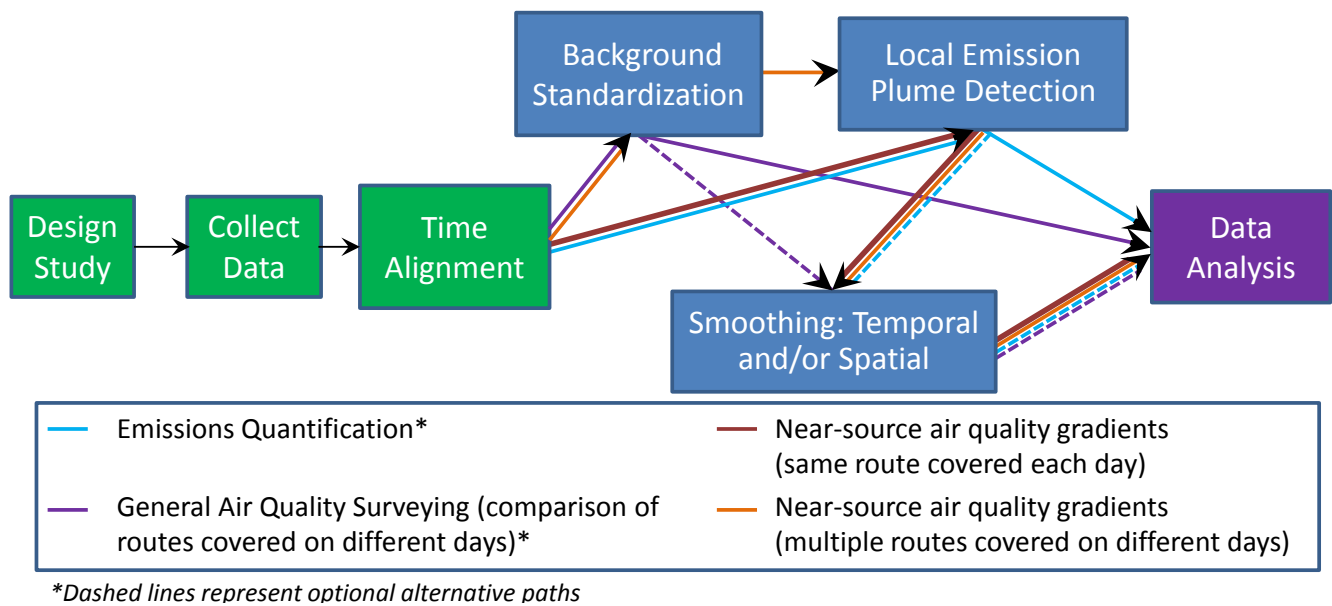 Background
Standardization
Local Emission
Plume Detection
Design
Study
Collect
Data
Time
Alignment
Data
Analysis
Smoothing: Temporal
and/or Spatial
Emissions Quantification*
General Air Quality Surveying (comparison of
routes covered on different days)*
Near-source air quality gradients
(same route covered each day)
Near-source air quality gradients
(multiple routes covered on different days)
*Dashed lines represent optional alternative paths